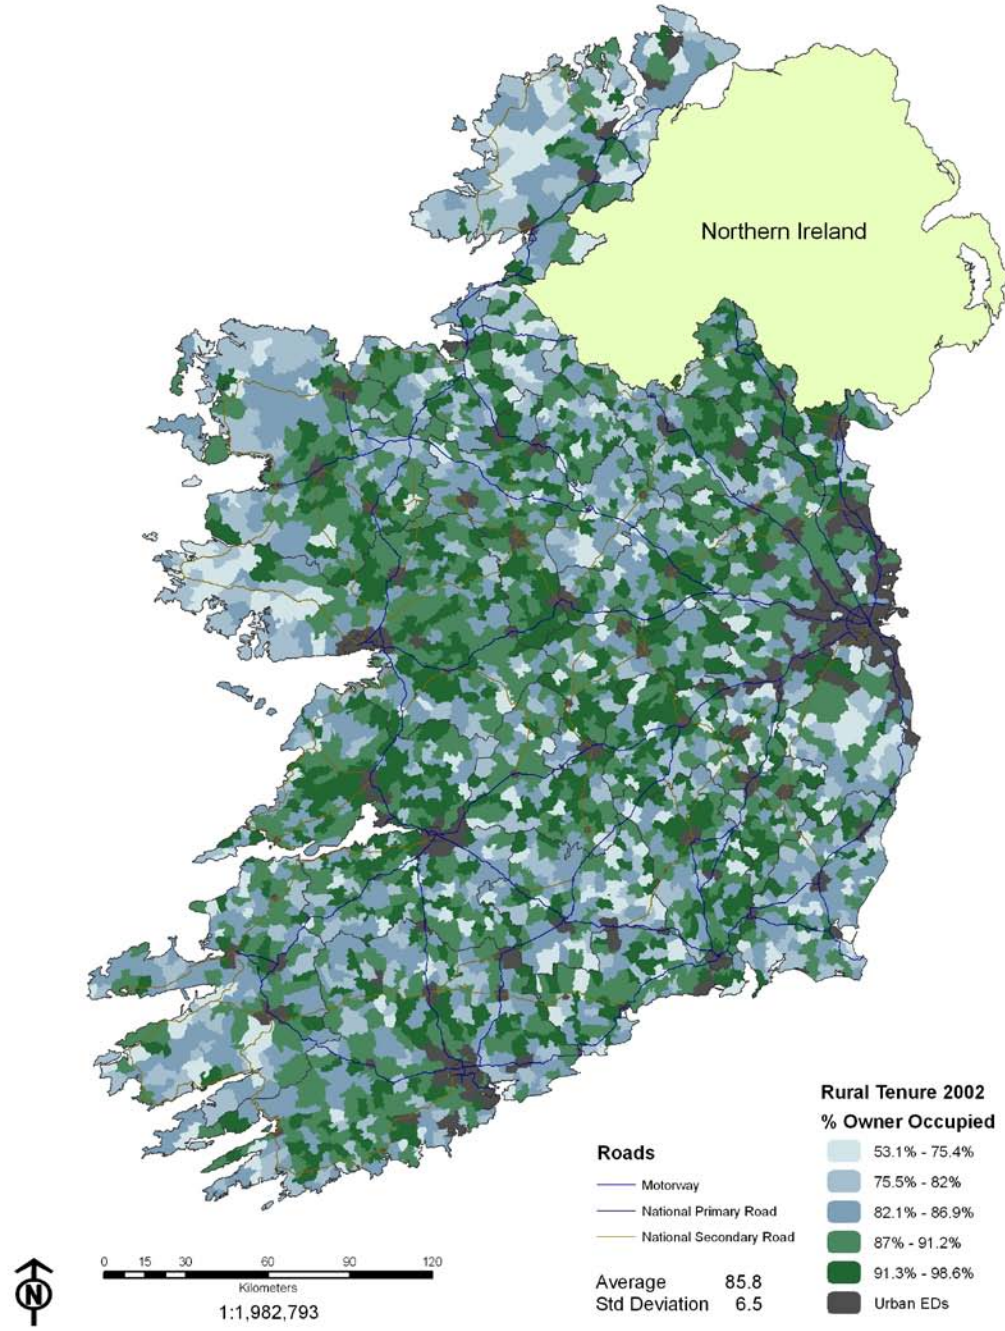 Northern Ireland
Rural Tenure 2002
% Owner Occupied
53.1% - 75.4%
75.5% - 82%
82.1% - 86.9%
87% - 91.2%
91.3% - 98.6%
Urban EDs
Roads
Motorway
National Primary Road
National Secondary Road
Average 85.8
Std Deviation 6.5
N
0 15 30 60 90 120
Kilometers
1:1,982,793